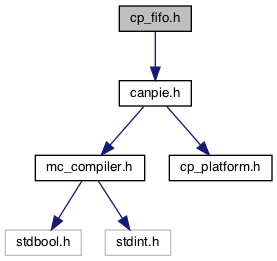 cp_fifo.h
canpie.h
mc_compiler.h
cp_platform.h
stdbool.h
stdint.h